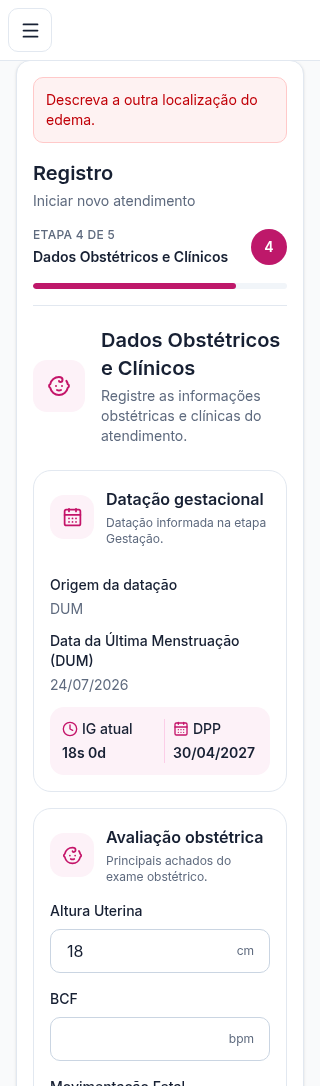 Descreva a outra localização do
edema.
Registro
Iniciar novo atendimento
ETAPA 4 DE 5
Dados Obstétricos e Clínicos
4
Dados Obstétricos
e Clínicos
Registre as informações
obstétricas e clínicas do
atendimento.
Datação gestacional
Datação informada na etapa
Gestação.
Origem da datação
DUM
Data da Última Menstruação
(DUM)
24/07/2026
IG atual
18s 0d
DPP
30/04/2027
Avaliação obstétrica
Principais achados do
exame obstétrico.
Altura Uterina
18 cm
BCF
bpm
Movimentação Fetal